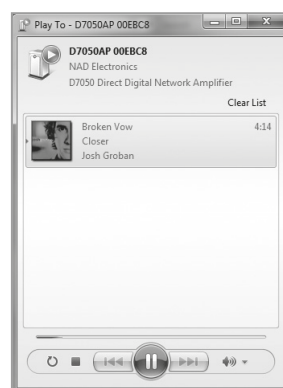 Play To - D7050AP 00EBC8
D7050AP 00EBC8
NAD Electronics
D7050 Direct Digital Network Amplifier
Clear List
Broken Vow 4:14
Closer
Josh Groban